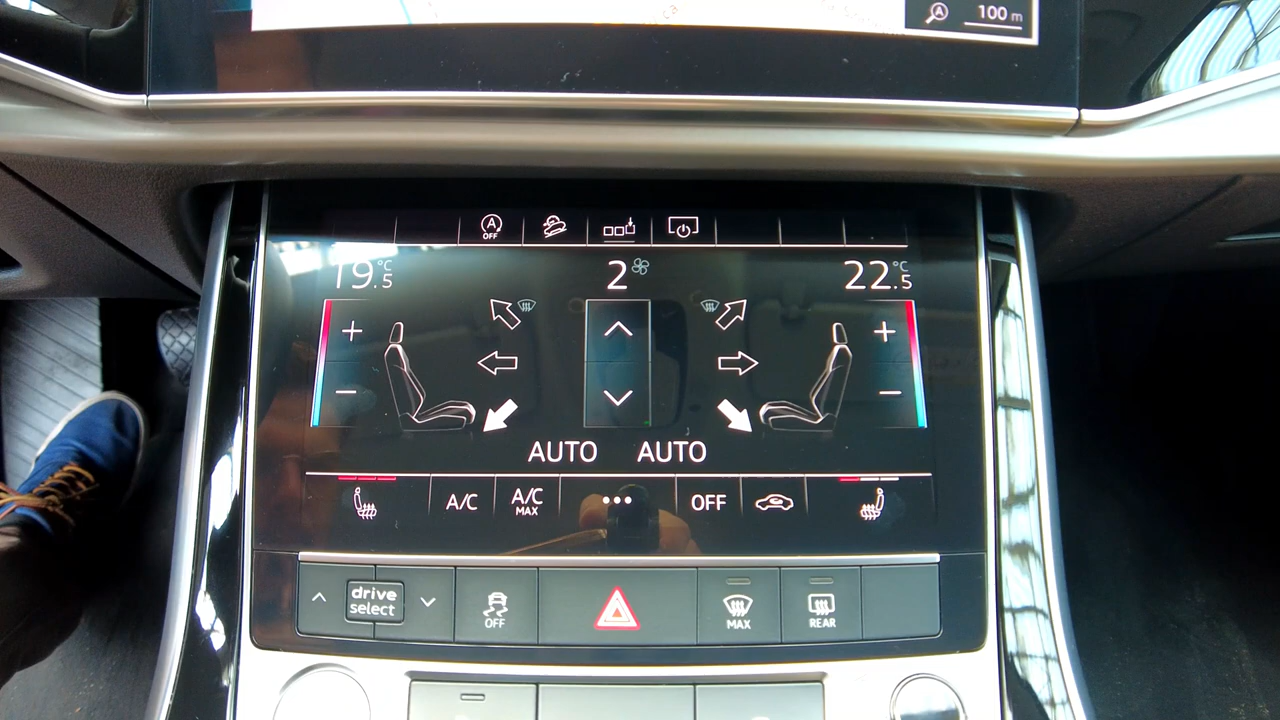 100 m
A
OFF
19.5 °C
2
22.5 °C
AUTO AUTO
A/C
A/C
MAX
OFF
drive
select
OFF
MAX
REAR